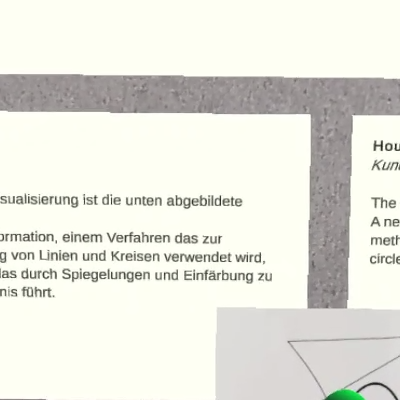 sualisierung ist die unten abgebildete
ormation, einem Verfahren das zur
g von Linien und Kreisen verwendet wird,
das durch Spiegelungen und Einfärbung zu
nis führt.
Hou
Kun
The
A ne
meth
circle